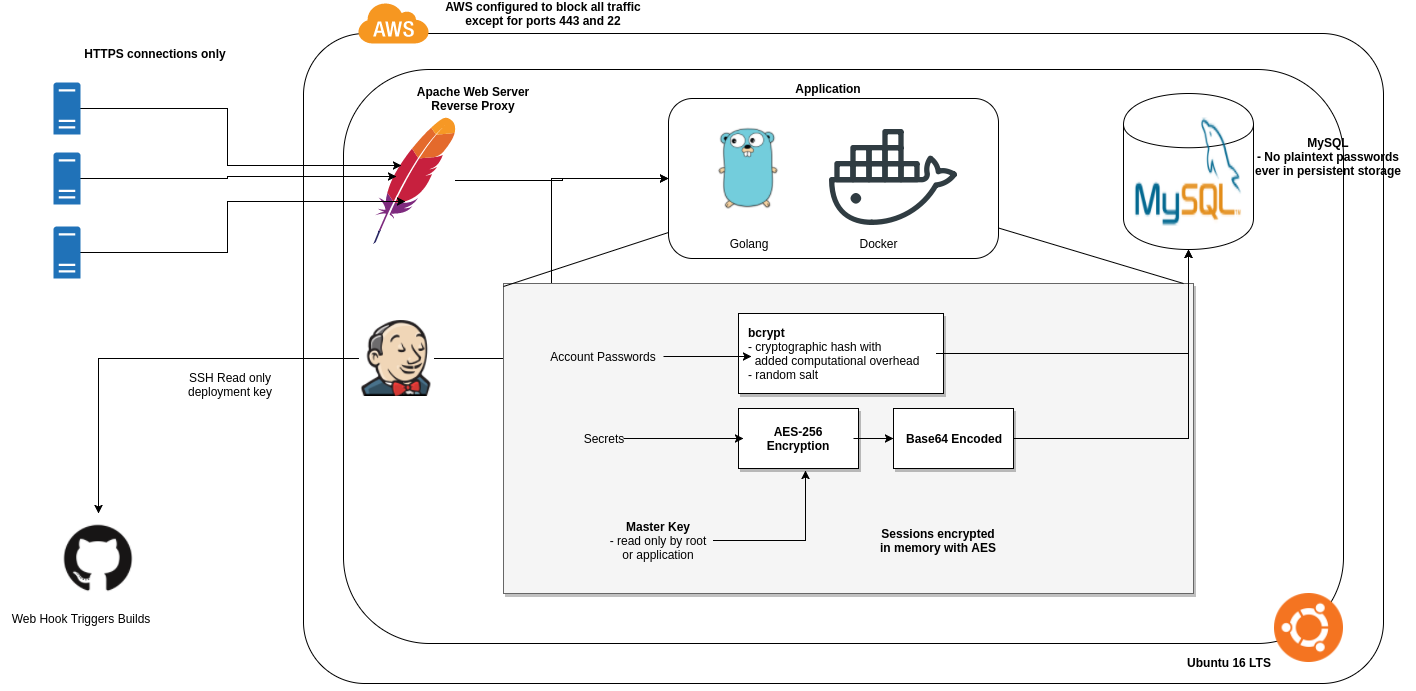 AWS configured to block all traffic
except for ports 443 and 22
AWS
HTTPS connections only
Apache Web Server
Reverse Proxy
Application
Golang
Docker
MySQL
- No plaintext passwords
ever in persistent storage
MySQL
TM
bcrypt
- cryptographic hash with
added computational overhead
- random salt
Account Passwords
SSH Read only
deployment key
Secrets
AES-256
Encryption
Base64 Encoded
Master Key
- read only by root
or application
Sessions encrypted
in memory with AES
Web Hook Triggers Builds
Ubuntu 16 LTS